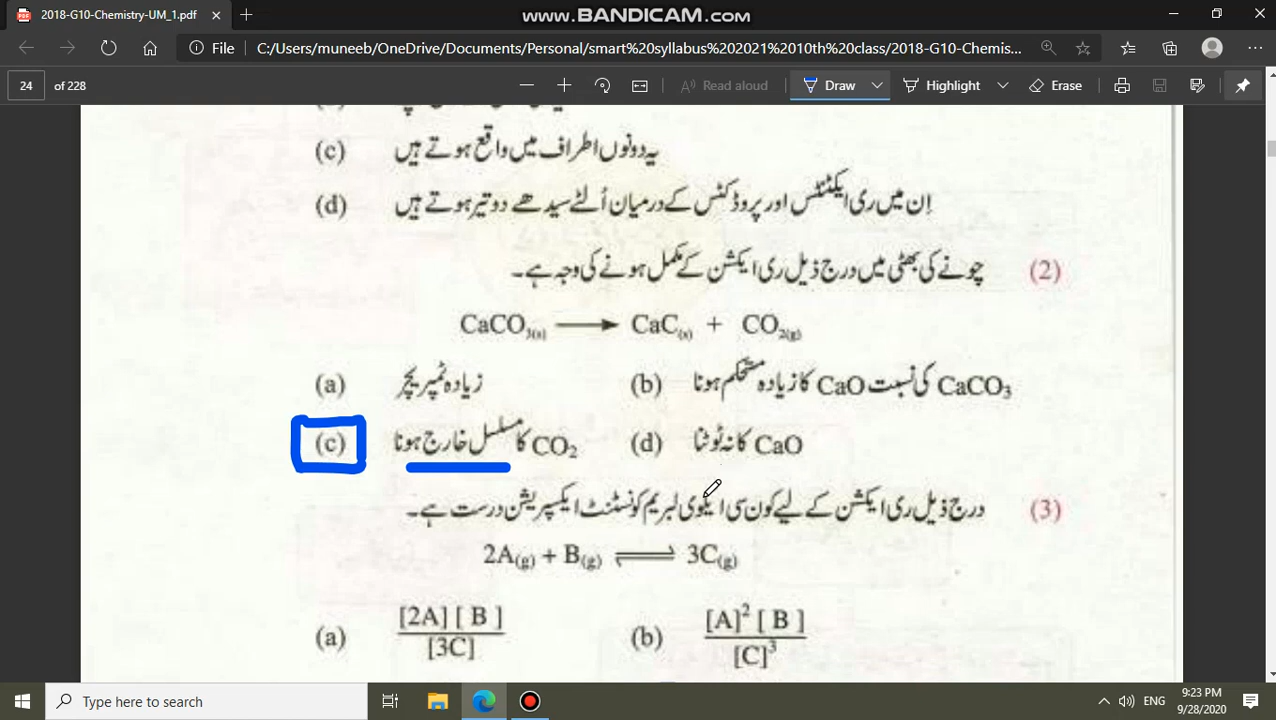 2018-G10-Chemistry-UM_1.pdf
www.BANDICAM.com
File C:/Users/muneeb/OneDrive/Documents/Personal/smart%20syllabus%202021%2010th%20class/2018-G10-Chemis...
24 of 228 Read aloud Draw Highlight Erase
(c) یہ دونوں اطراف میں واقع ہوتے ہیں
(d) اِن میں ری ایکٹنٹس اور پروڈکٹس کے درمیان اُلٹے سیدھے دو تیر ہوتے ہیں
(2) چونے کی بھٹی میں درج ذیل ری ایکشن کے مکمل ہونے کی وجہ ہے۔
CaCO₃(s) ⟶ CaC(s) + CO₂(g)
(a) زیادہ ٹمپریچر (b) CaCO₃ کی نسبت CaO کا زیادہ مستحکم ہونا
(c) CO₂ کا مسلسل خارج ہونا (d) CaO کا نہ ٹوٹنا
(3) درج ذیل ری ایکشن کے لیے کون سی ایکوی لبریم کونسٹنٹ ایکسپریشن درست ہے۔
2A(g) + B(g) ⇌ 3C(g)
(a) [2A] [ B ] / [3C] (b) [A]² [ B ] / [C]³
Type here to search
ENG
9:23 PM
9/28/2020